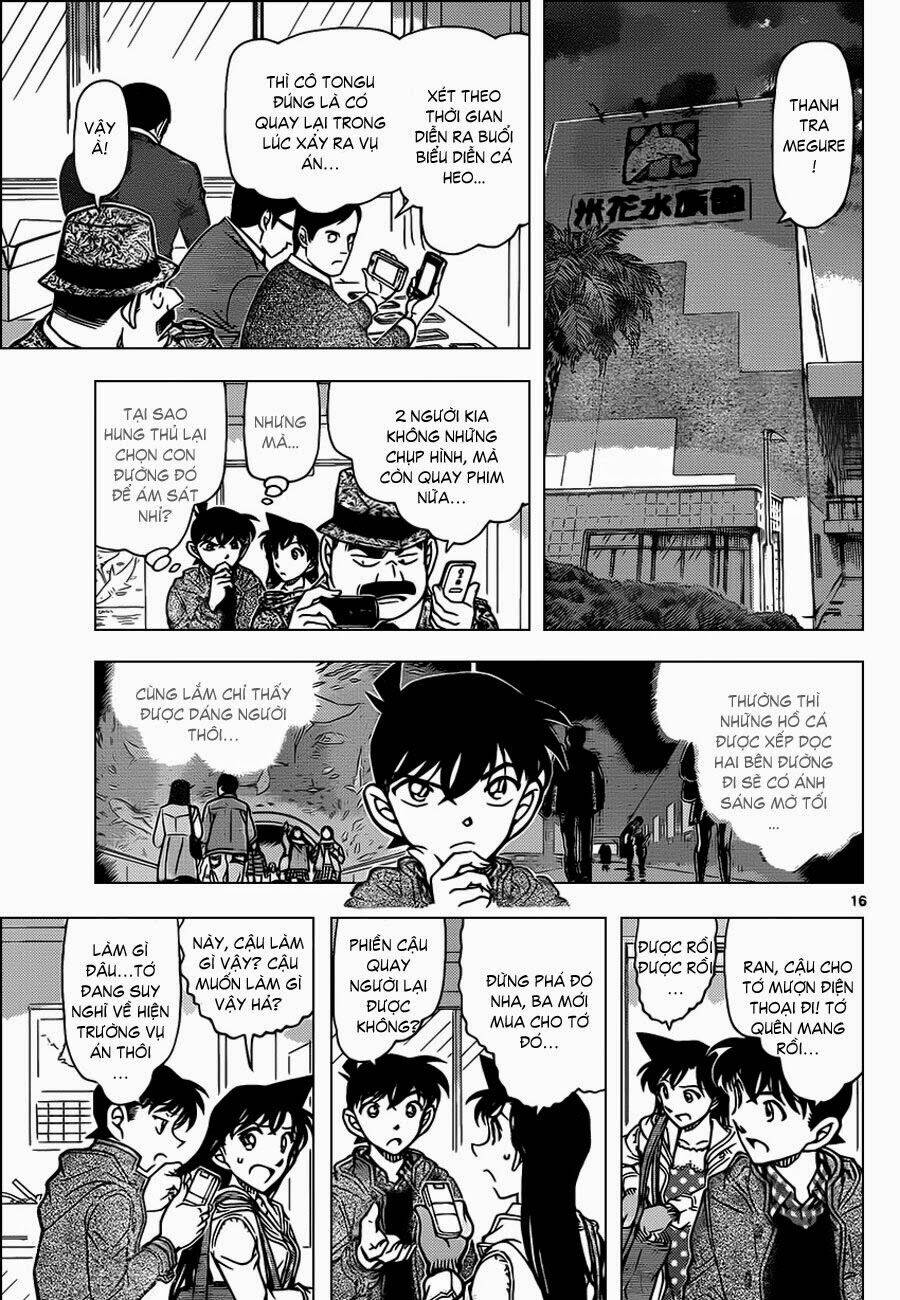 THANH
TRA
MEGURE
!
米花水族館
XÉT THEO
THỜI GIAN
DIỄN RA BUỔI
BIỂU DIỄN CÁ
HEO...
THÌ CÔ TONGU
ĐÚNG LÀ CÓ
QUAY LẠI TRONG
LÚC XẢY RA VỤ
ÁN...
VẬY
À!
2 NGƯỜI KIA
KHÔNG NHỮNG
CHỤP HÌNH, MÀ
CÒN QUAY PHIM
NỮA...
NHƯNG
MÀ...
TẠI SAO
HUNG THỦ LẠI
CHỌN CON
ĐƯỜNG ĐÓ
ĐỂ ÁM SÁT
NHỈ?
THƯỜNG THÌ
NHỮNG HỒ CÁ
ĐƯỢC XẾP DỌC
HAI BÊN ĐƯỜNG
ĐI SẼ CÓ ÁNH
SÁNG MỜ TỐI
...
CÙNG LẮM CHỈ THẤY
ĐƯỢC DÁNG NGƯỜI
THÔI...
16
RAN, CẬU CHO
TỚ MƯỢN ĐIỆN
THOẠI ĐI! TỚ
QUÊN MANG
RỒI...
ĐƯỢC RỒI
ĐƯỢC RỒI
...
ĐỪNG PHÁ ĐÓ
NHA, BA MỚI
MUA CHO TỚ
ĐÓ...
PHIỀN CẬU
QUAY
NGƯỜI LẠI
ĐƯỢC
KHÔNG?
NÀY, CẬU LÀM
GÌ VẬY? CẬU
MUỐN LÀM GÌ
VẬY HẢ?
LÀM GÌ
ĐÂU...TỚ
ĐANG SUY
NGHĨ VỀ HIỆN
TRƯỜNG VỤ
ÁN THÔI
...